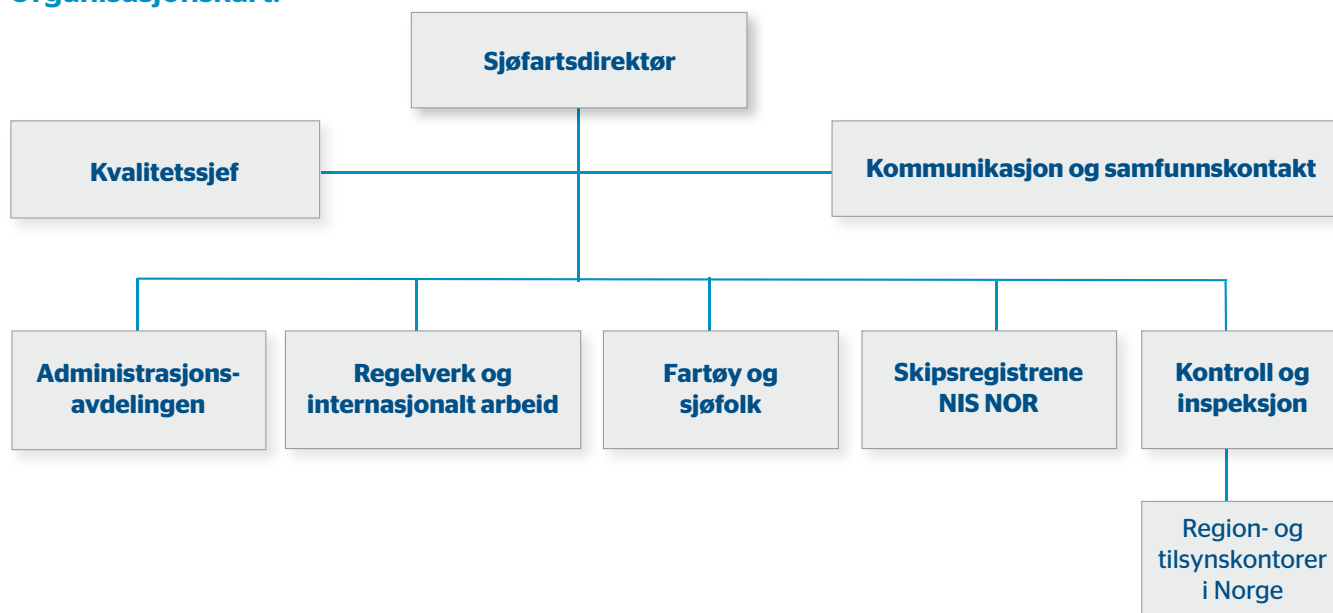 Organisasjonskart:
Sjøfartsdirektør
Kvalitetssjef
Kommunikasjon og samfunnskontakt
Administrasjons-
avdelingen
Regelverk og
internasjonalt arbeid
Fartøy og
sjøfolk
Skipsregistrene
NIS NOR
Kontroll og
inspeksjon
Region- og
tilsynskontorer
i Norge